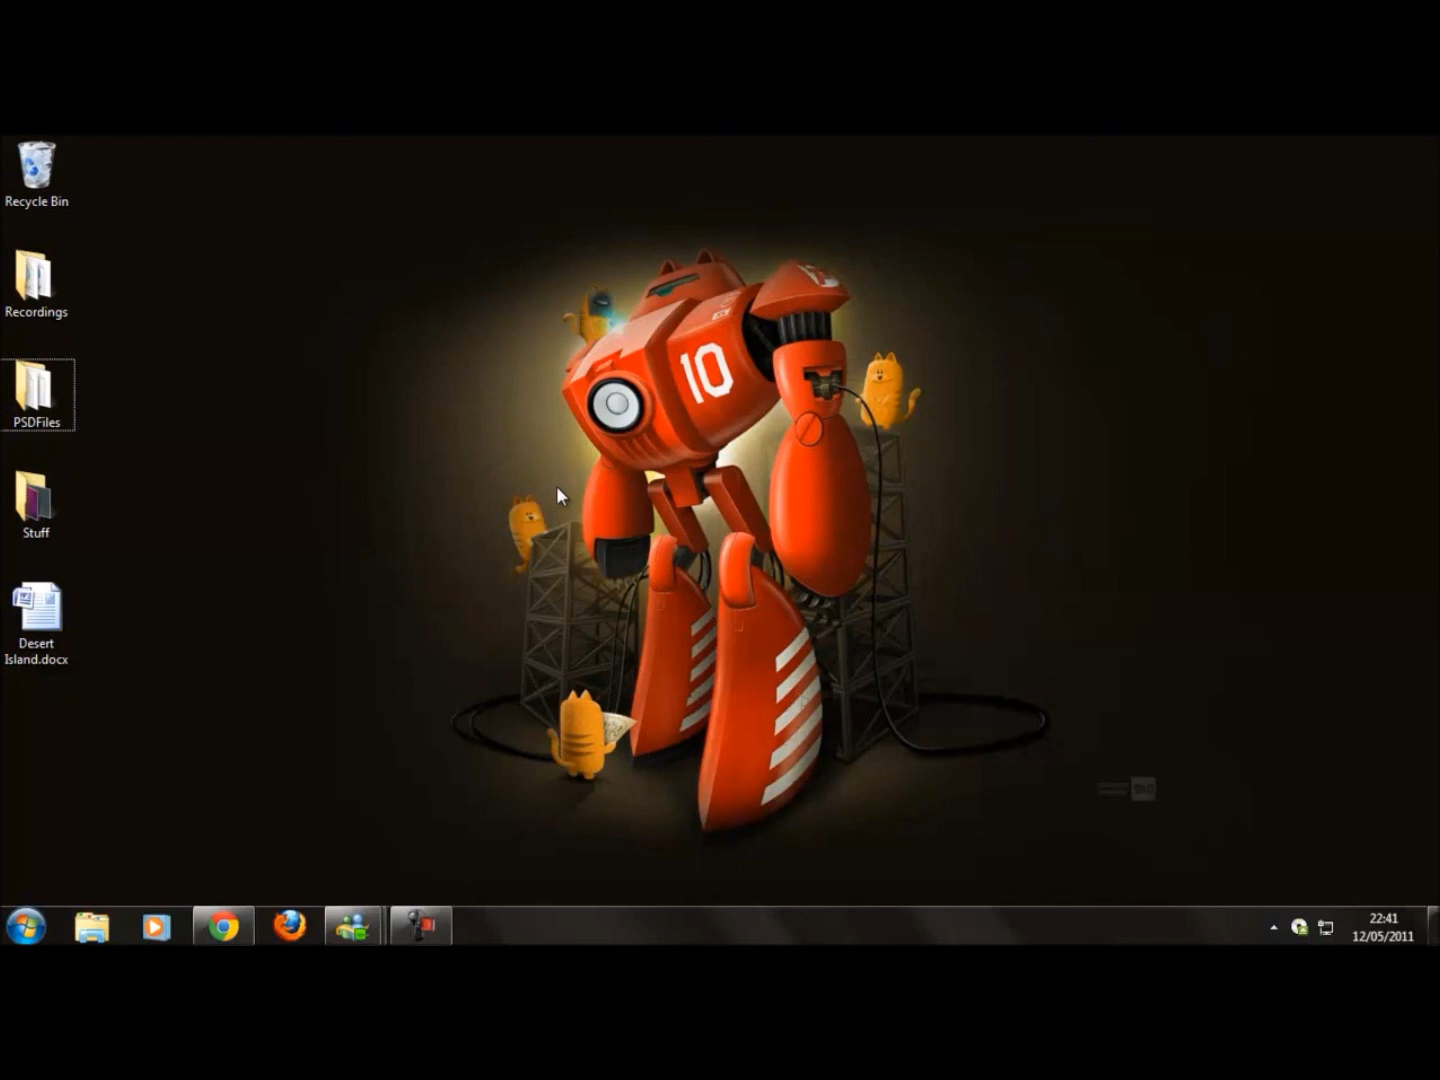 Recycle Bin
Recordings
PSDFiles
Stuff
Desert
Island.docx
10
22:41
12/05/2011